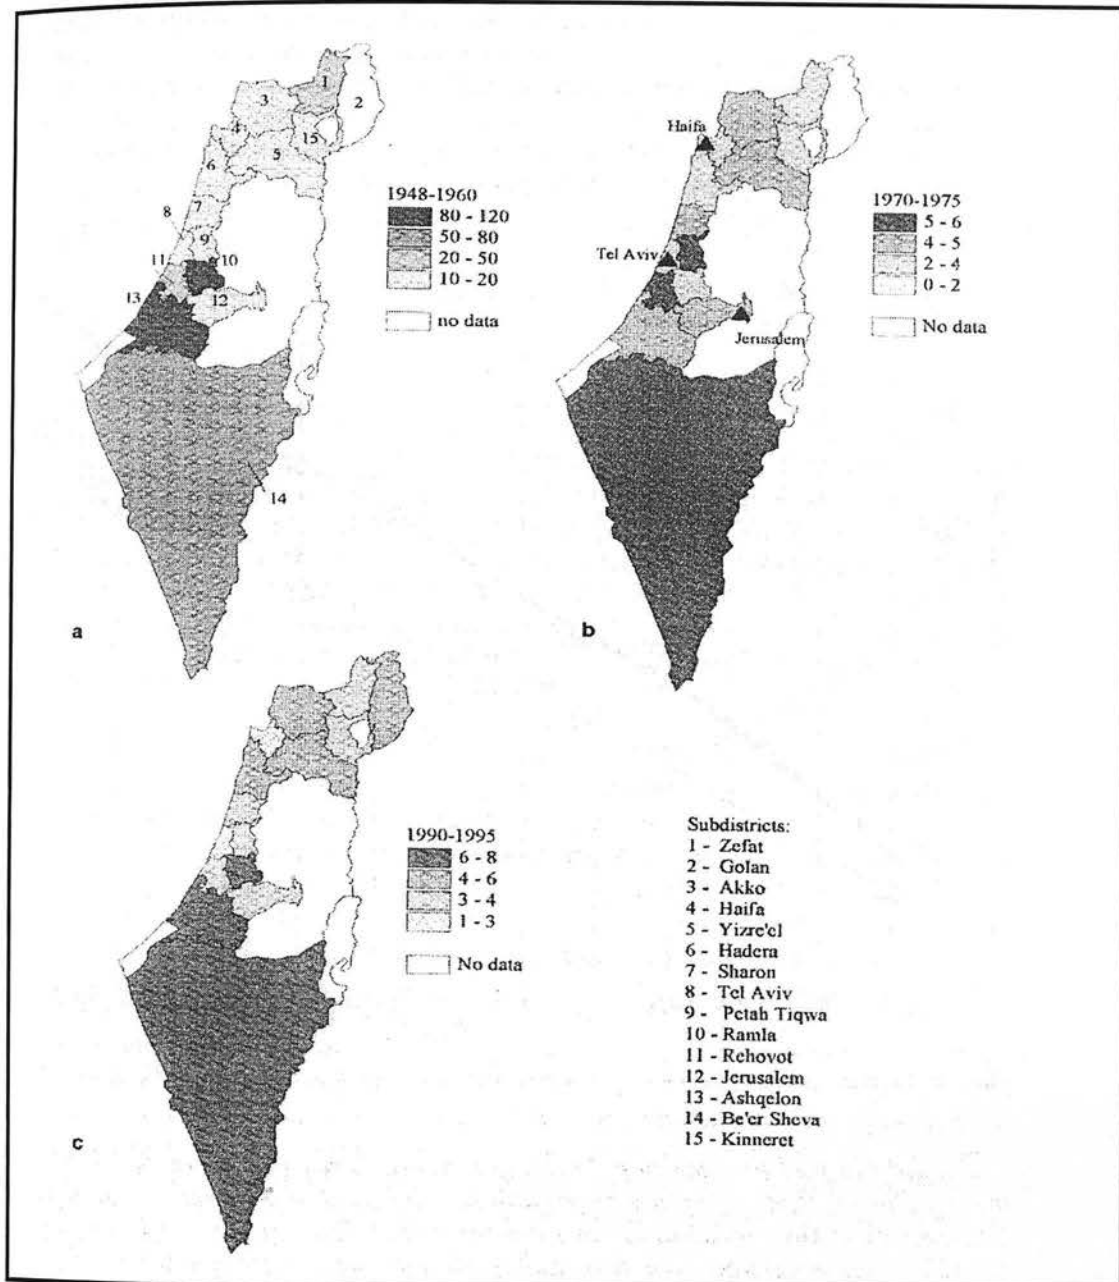 1
2
3
4
15
5
6
7
8
9
10
11
12
13
14
1948-1960
80 - 120
50 - 80
20 - 50
10 - 20
no data
a
Haifa
Tel Aviv
Jerusalem
1970-1975
5 - 6
4 - 5
2 - 4
0 - 2
No data
b
1990-1995
6 - 8
4 - 6
3 - 4
1 - 3
No data
c
Subdistricts:
1 - Zefat
2 - Golan
3 - Akko
4 - Haifa
5 - Yizre'el
6 - Hadera
7 - Sharon
8 - Tel Aviv
9 - Petah Tiqwa
10 - Ramla
11 - Rehovot
12 - Jerusalem
13 - Ashqelon
14 - Be'er Sheva
15 - Kinneret